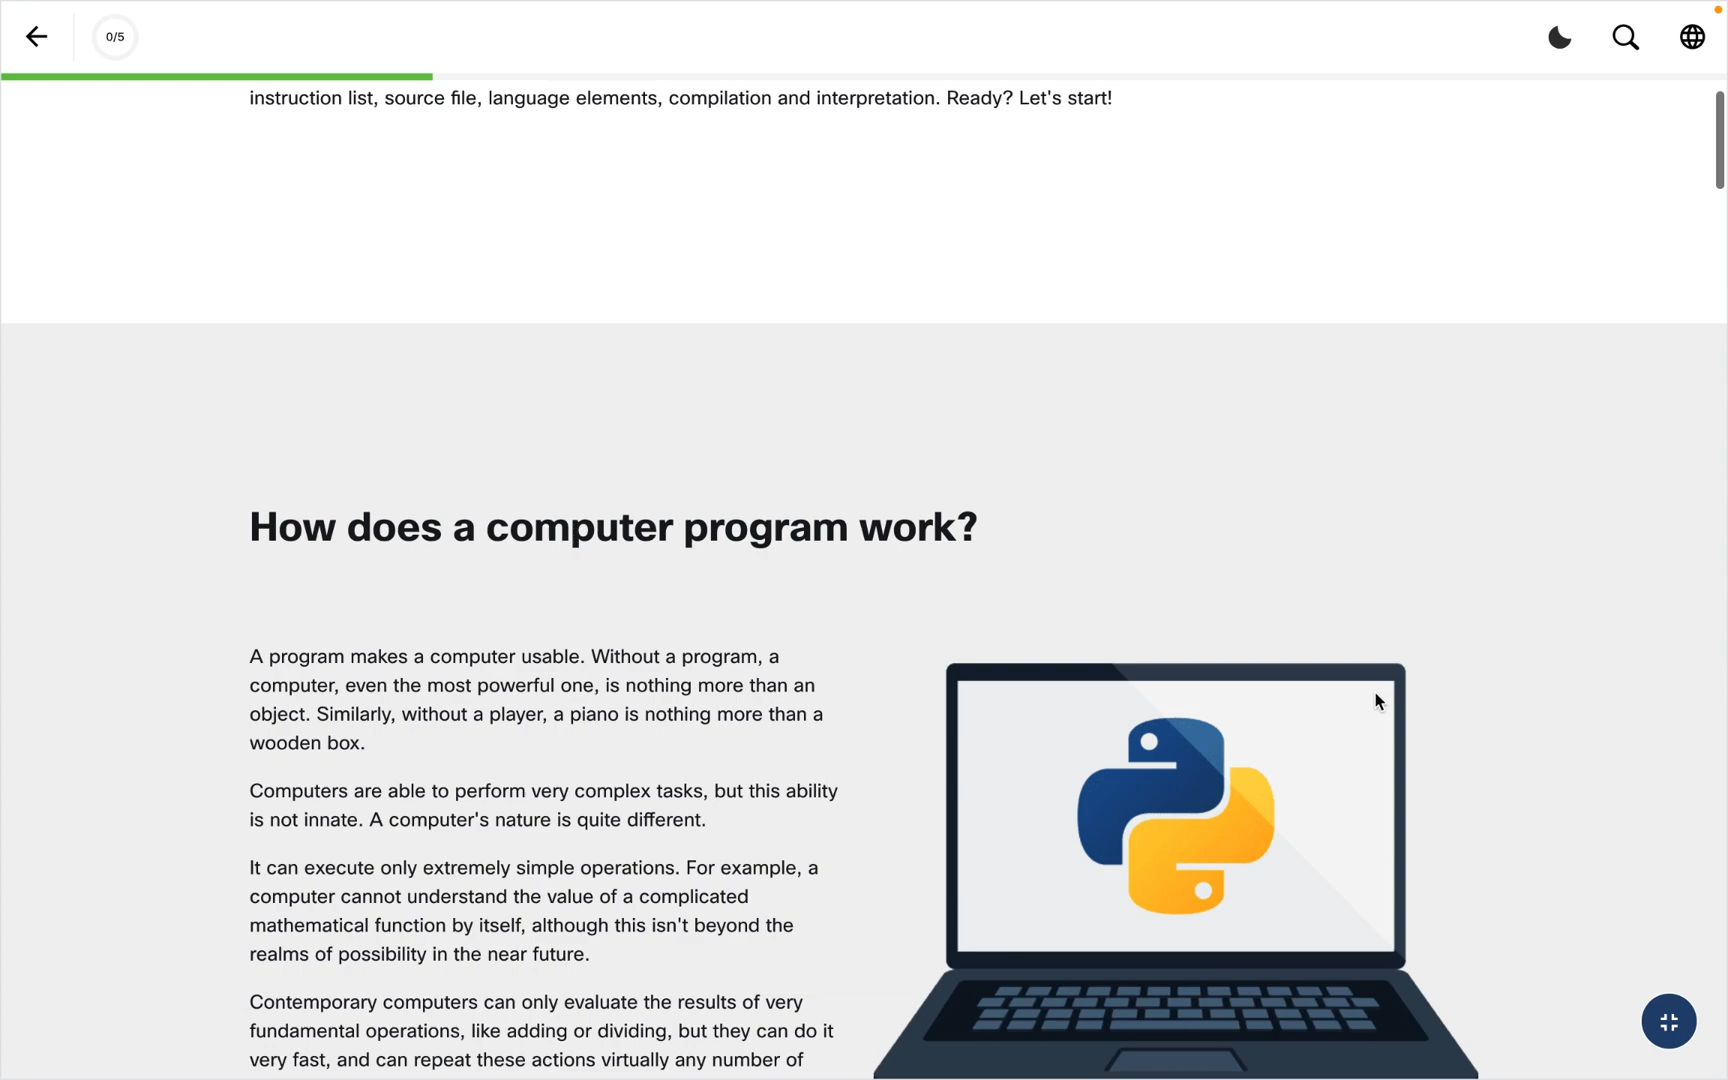 0/5
instruction list, source file, language elements, compilation and interpretation. Ready? Let's start!
How does a computer program work?
A program makes a computer usable. Without a program, a
computer, even the most powerful one, is nothing more than an
object. Similarly, without a player, a piano is nothing more than a
wooden box.
Computers are able to perform very complex tasks, but this ability
is not innate. A computer's nature is quite different.
It can execute only extremely simple operations. For example, a
computer cannot understand the value of a complicated
mathematical function by itself, although this isn't beyond the
realms of possibility in the near future.
Contemporary computers can only evaluate the results of very
fundamental operations, like adding or dividing, but they can do it
very fast, and can repeat these actions virtually any number of